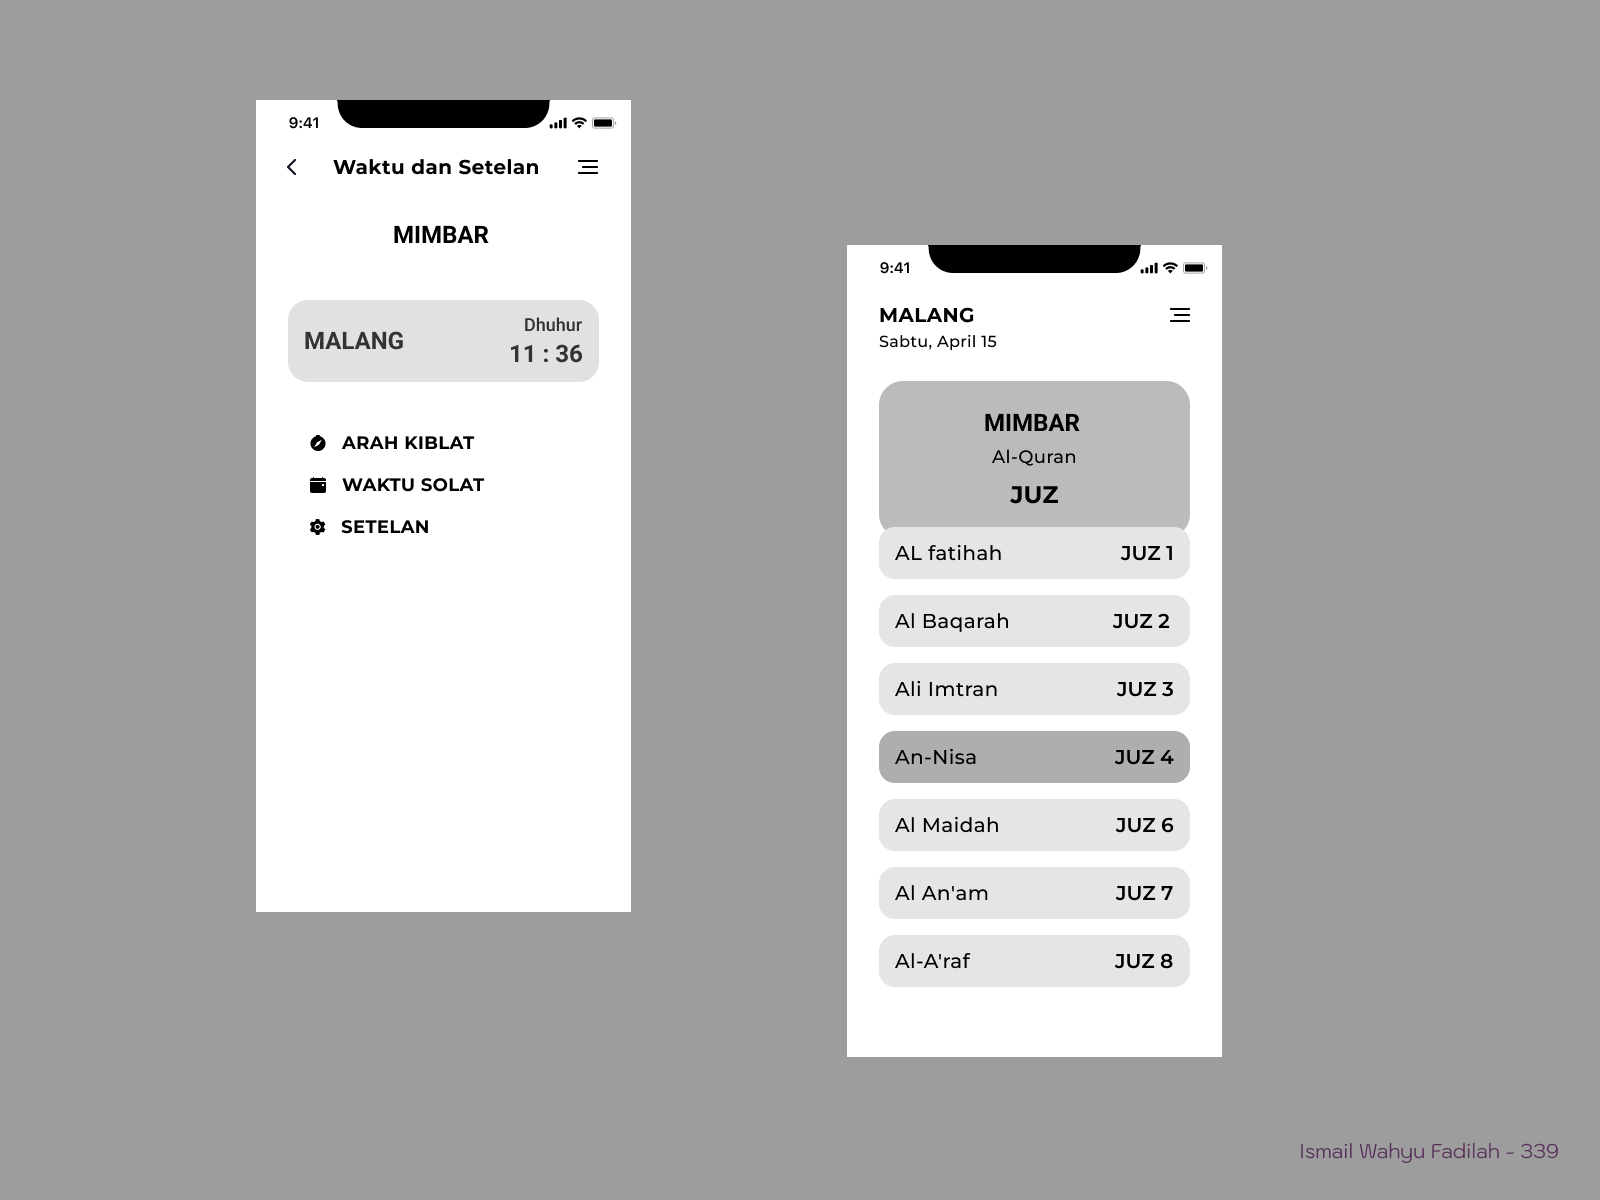 9:41
Waktu dan Setelan
MIMBAR
MALANG
Dhuhur
11 : 36
ARAH KIBLAT
WAKTU SOLAT
SETELAN
9:41
MALANG
Sabtu, April 15
MIMBAR
Al-Quran
JUZ
AL fatihah JUZ 1
Al Baqarah JUZ 2
Ali Imtran JUZ 3
An-Nisa JUZ 4
Al Maidah JUZ 6
Al An'am JUZ 7
Al-A'raf JUZ 8
Ismail Wahyu Fadilah - 339